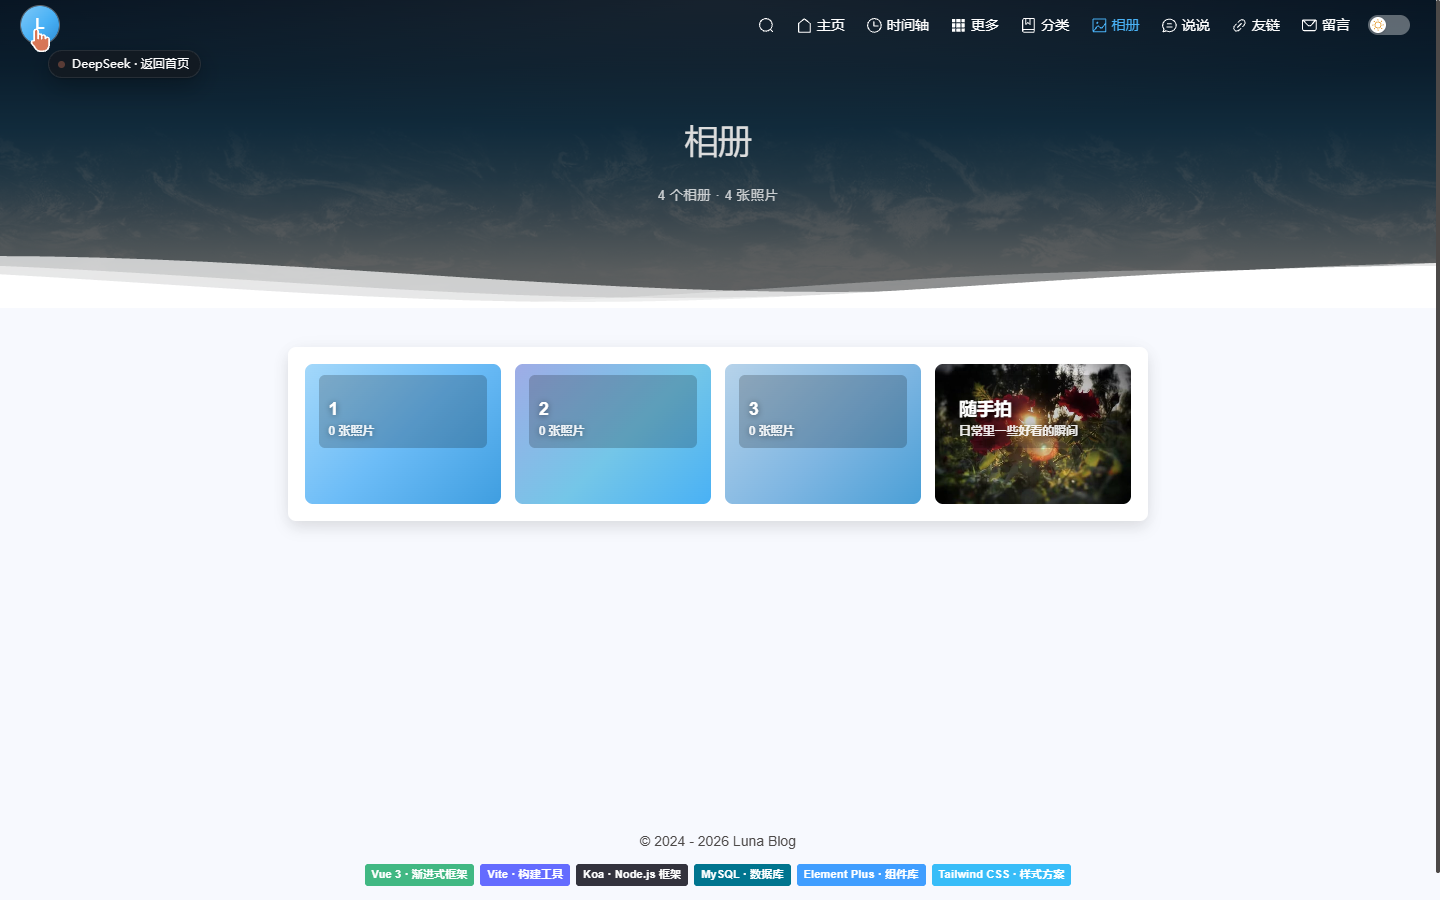 L
主页
时间轴
更多
分类
相册
说说
友链
留言
DeepSeek · 返回首页
相册
4 个相册 · 4 张照片
1
0 张照片
2
0 张照片
3
0 张照片
随手拍
日常里一些好看的瞬间
© 2024 - 2026 Luna Blog
Vue 3 · 渐进式框架
Vite · 构建工具
Koa · Node.js 框架
MySQL · 数据库
Element Plus · 组件库
Tailwind CSS · 样式方案